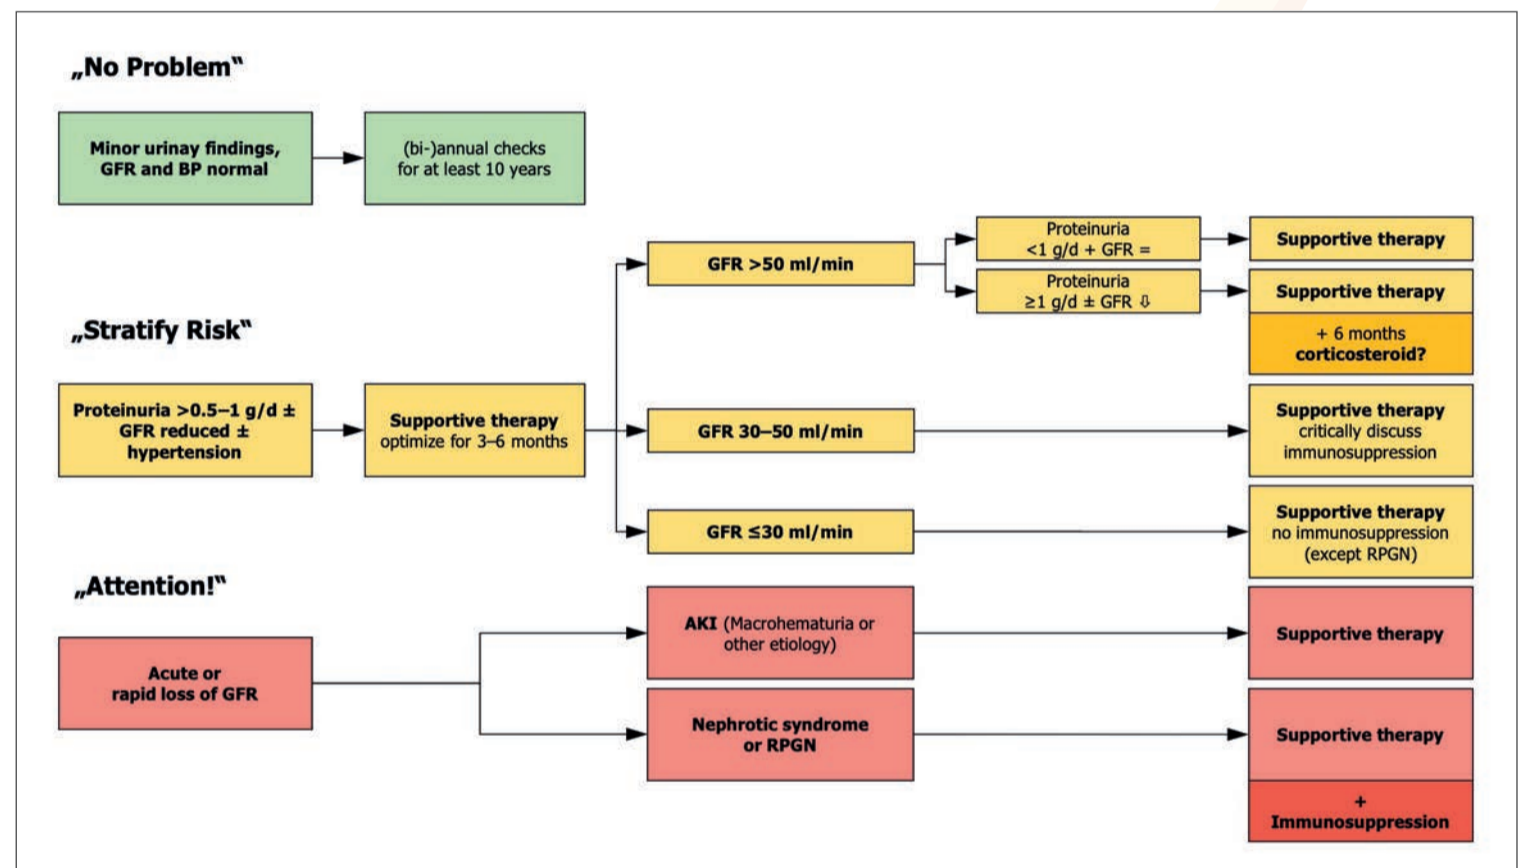 „No Problem“
Minor urinay findings,
GFR and BP normal
(bi-)annual checks
for at least 10 years
„Stratify Risk“
Proteinuria >0.5–1 g/d ±
GFR reduced ±
hypertension
Supportive therapy
optimize for 3–6 months
GFR >50 ml/min
Proteinuria
<1 g/d + GFR =
Supportive therapy
Proteinuria
≥1 g/d ± GFR ⇩
Supportive therapy
+ 6 months
corticosteroid?
GFR 30–50 ml/min
Supportive therapy
critically discuss
immunosuppression
GFR ≤30 ml/min
Supportive therapy
no immunosuppression
(except RPGN)
„Attention!“
Acute or
rapid loss of GFR
AKI (Macrohematuria or
other etiology)
Supportive therapy
Nephrotic syndrome
or RPGN
Supportive therapy
+
Immunosuppression